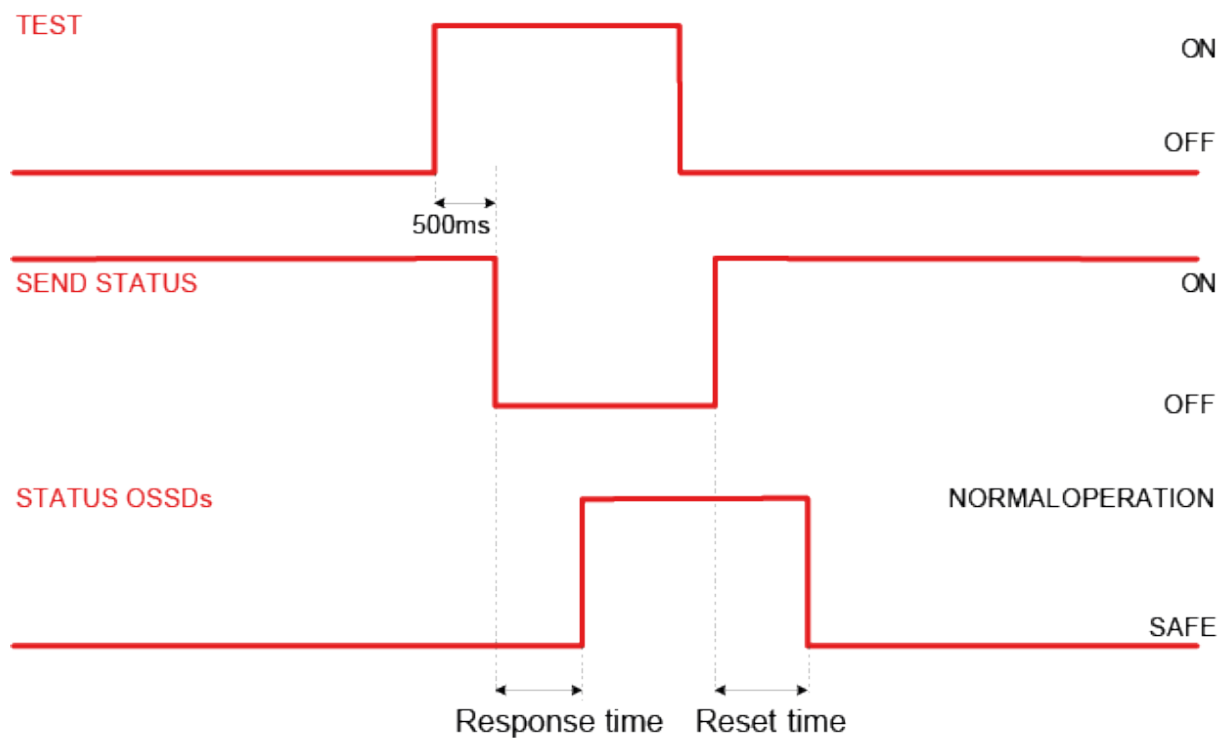 TEST
ON
OFF
500ms
SEND STATUS
ON
OFF
STATUS OSSDs
NORMALOPERATION
SAFE
Response time
Reset time